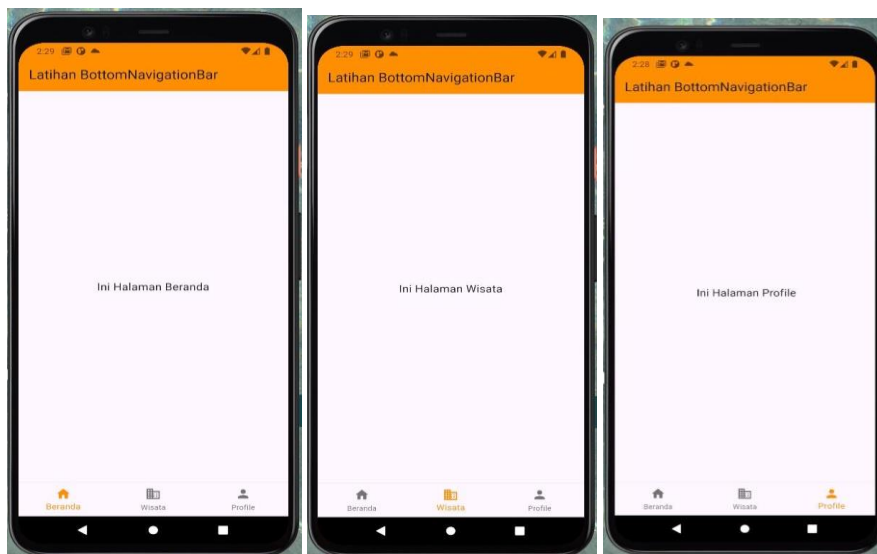 2:29
Latihan BottomNavigationBar
Ini Halaman Beranda
Beranda Wisata Profile
2:29
Latihan BottomNavigationBar
Ini Halaman Wisata
Beranda Wisata Profile
2:28
Latihan BottomNavigationBar
Ini Halaman Profile
Beranda Wisata Profile